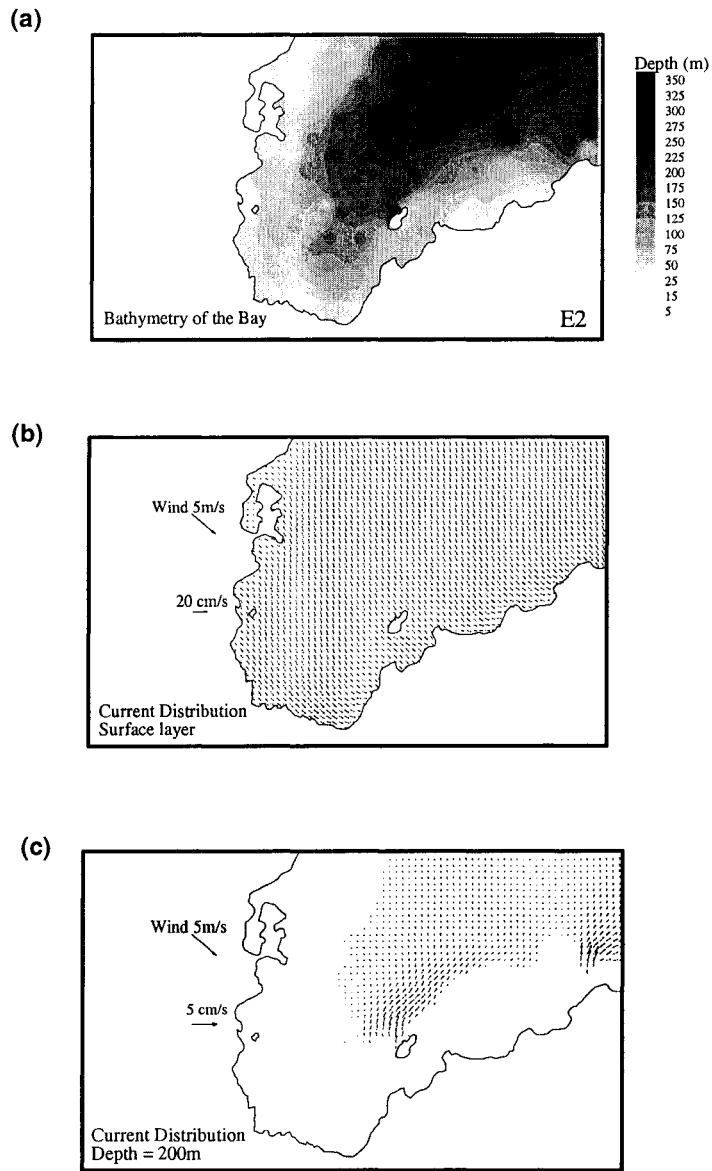 (a)
Depth (m)
350
325
300
275
250
225
200
175
150
125
100
75
50
25
15
5
Bathymetry of the Bay
E2
(b)
Wind 5m/s
20 cm/s
Current Distribution
Surface layer
(c)
Wind 5m/s
5 cm/s
Current Distribution
Depth = 200m